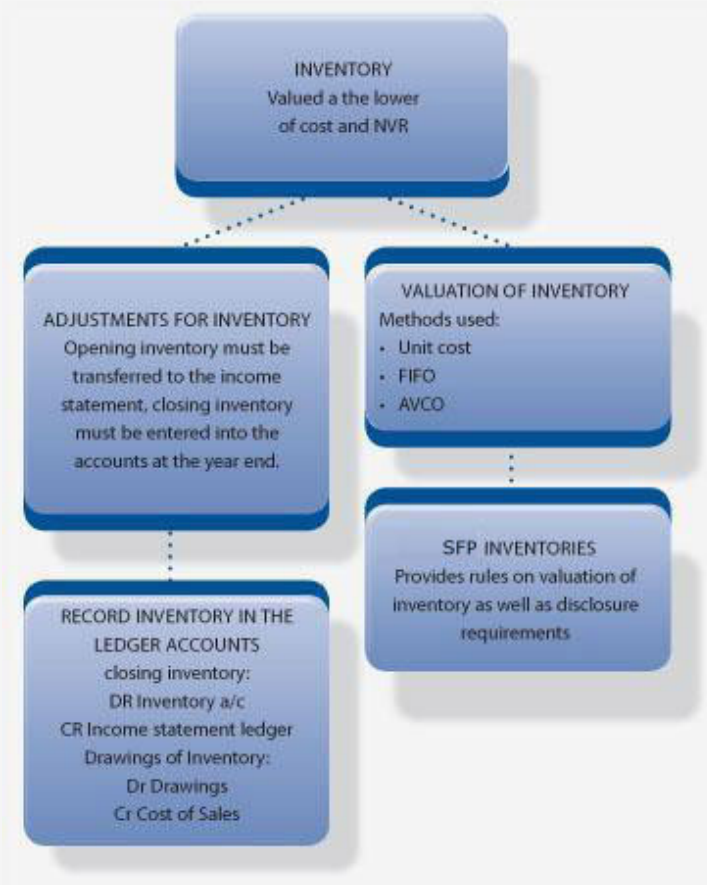 INVENTORY
Valued a the lower
of cost and NVR
ADJUSTMENTS FOR INVENTORY
Opening inventory must be
transferred to the income
statement, closing inventory
must be entered into the
accounts at the year end.
RECORD INVENTORY IN THE
LEDGER ACCOUNTS
closing inventory:
DR Inventory a/c
CR Income statement ledger
Drawings of Inventory:
Dr Drawings
Cr Cost of Sales
VALUATION OF INVENTORY
Methods used:
• Unit cost
• FIFO
• AVCO
SFP INVENTORIES
Provides rules on valuation of
inventory as well as disclosure
requirements